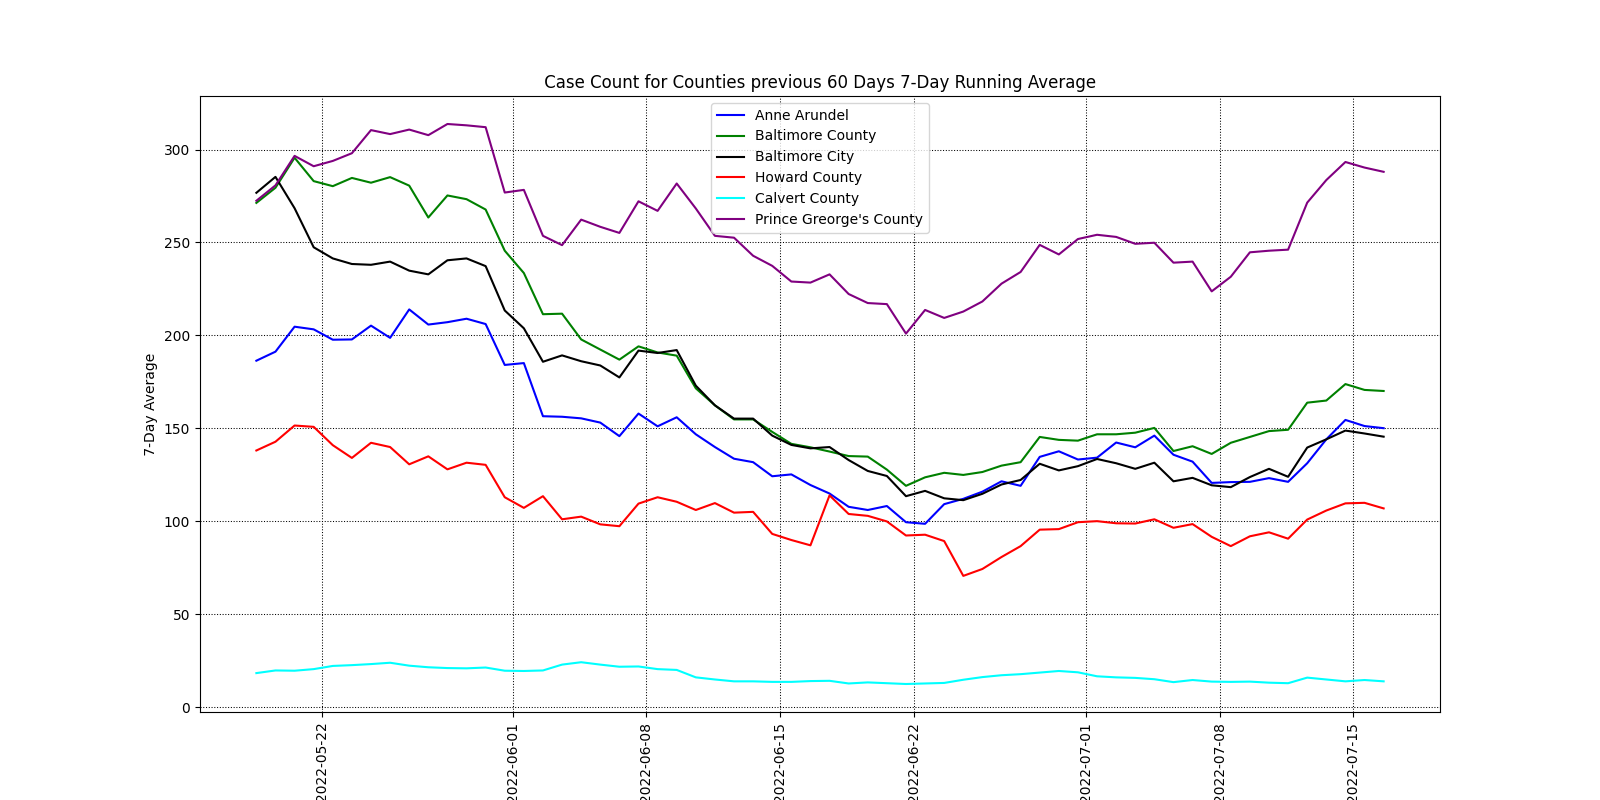 Case Count for Counties previous 60 Days 7-Day Running Average
Anne Arundel
Baltimore County
Baltimore City
Howard County
Calvert County
Prince Greorge's County
7-Day Average
300
250
200
150
100
50
0
2022-05-22
2022-06-01
2022-06-08
2022-06-15
2022-06-22
2022-07-01
2022-07-08
2022-07-15